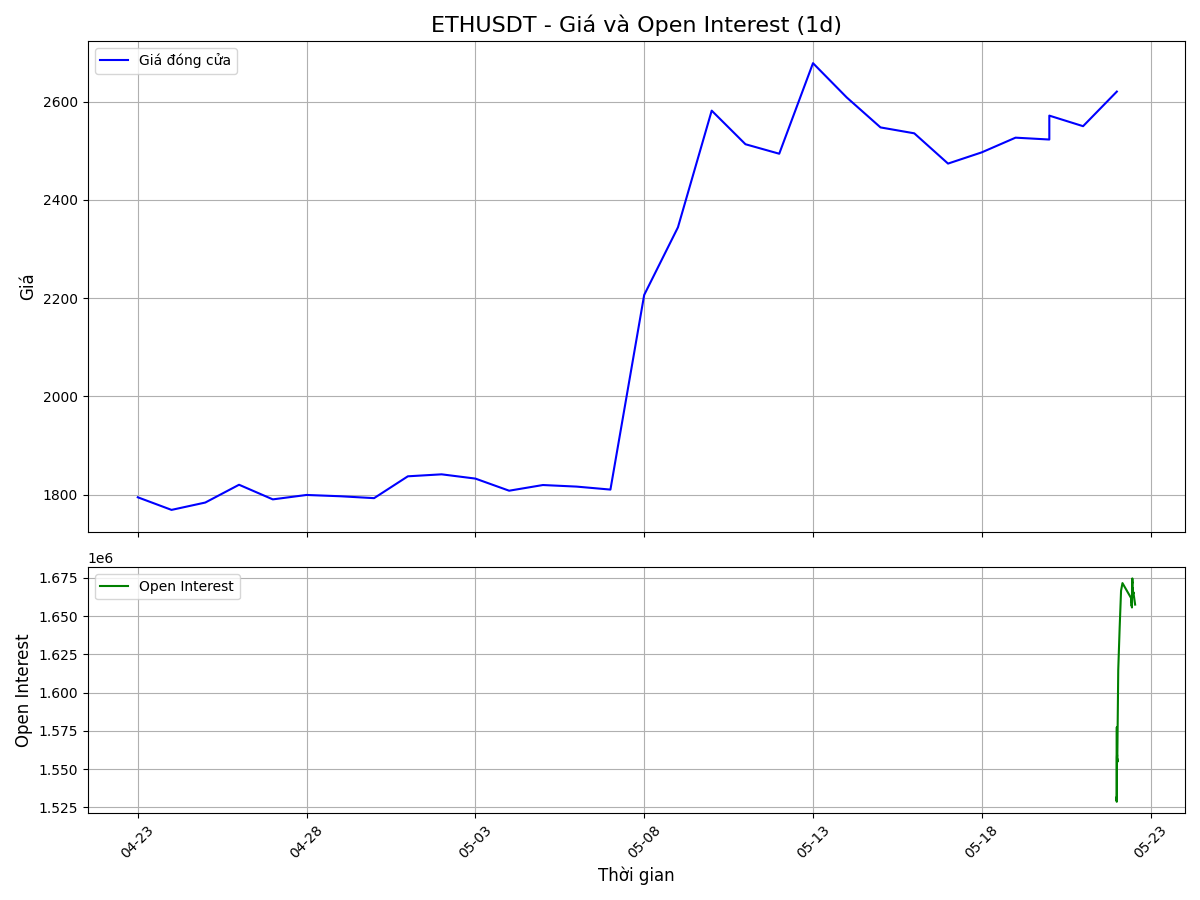 ETHUSDT - Giá và Open Interest (1d)
Giá đóng cửa
Giá
2600
2400
2200
2000
1800
1e6
Open Interest
Open Interest
1.675
1.650
1.625
1.600
1.575
1.550
1.525
04-23
04-28
05-03
05-08
05-13
05-18
05-23
Thời gian